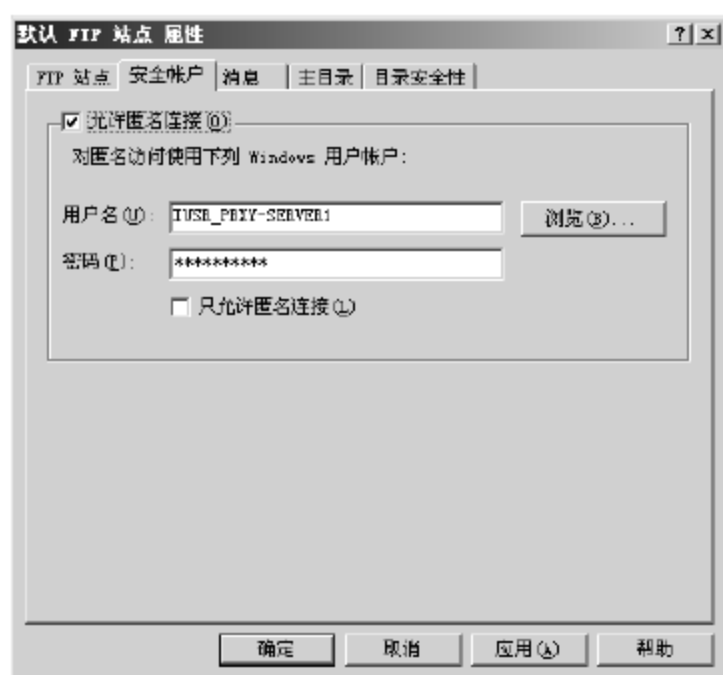 默认 FTP 站点 属性
FTP 站点 安全帐户 消息 主目录 目录安全性
允许匿名连接(O)
对匿名访问使用下列 Windows 用户帐户:
用户名(U): IUSR_PRXY-SERVER1 浏览(B)...
密码(P): **********
只允许匿名连接(L)
确定 取消 应用(A) 帮助